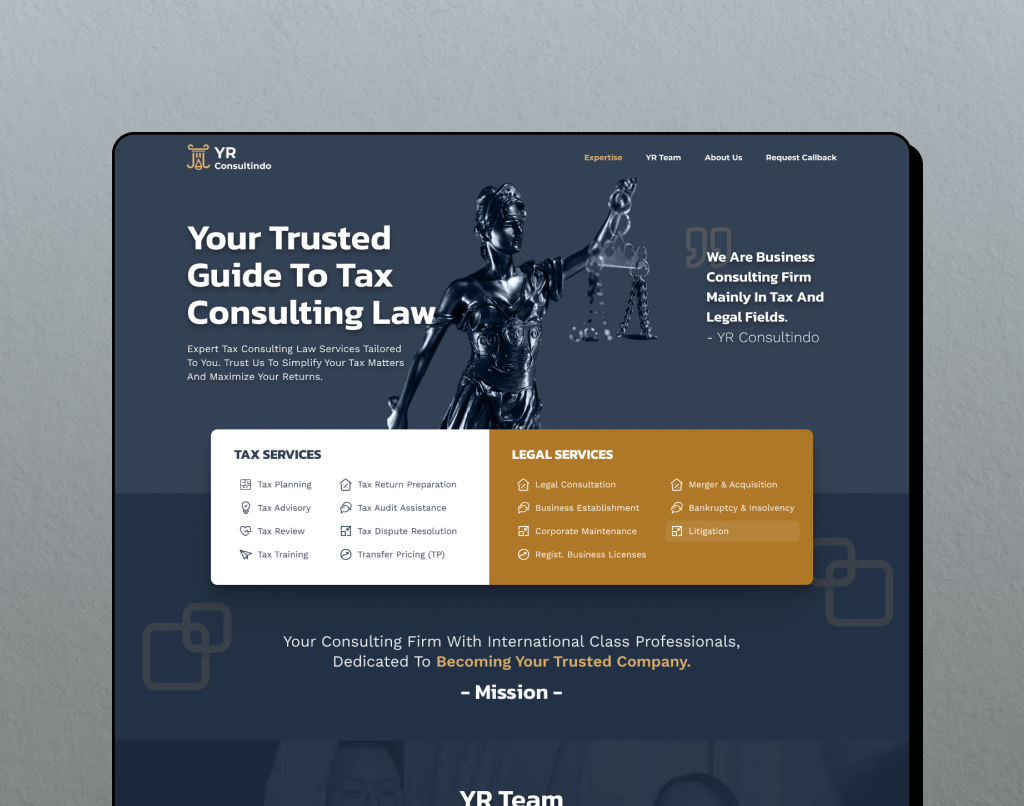 YR
Consultindo
Expertise
YR Team
About Us
Request Callback
Your Trusted
Guide To Tax
Consulting Law
Expert Tax Consulting Law Services Tailored
To You. Trust Us To Simplify Your Tax Matters
And Maximize Your Returns.
We Are Business
Consulting Firm
Mainly In Tax And
Legal Fields.
- YR Consultindo
TAX SERVICES
Tax Planning
Tax Advisory
Tax Review
Tax Training
Tax Return Preparation
Tax Audit Assistance
Tax Dispute Resolution
Transfer Pricing (TP)
LEGAL SERVICES
Legal Consultation
Business Establishment
Corporate Maintenance
Regist. Business Licenses
Merger & Acquisition
Bankruptcy & Insolvency
Litigation
Your Consulting Firm With International Class Professionals,
Dedicated To Becoming Your Trusted Company.
- Mission -
YR Team